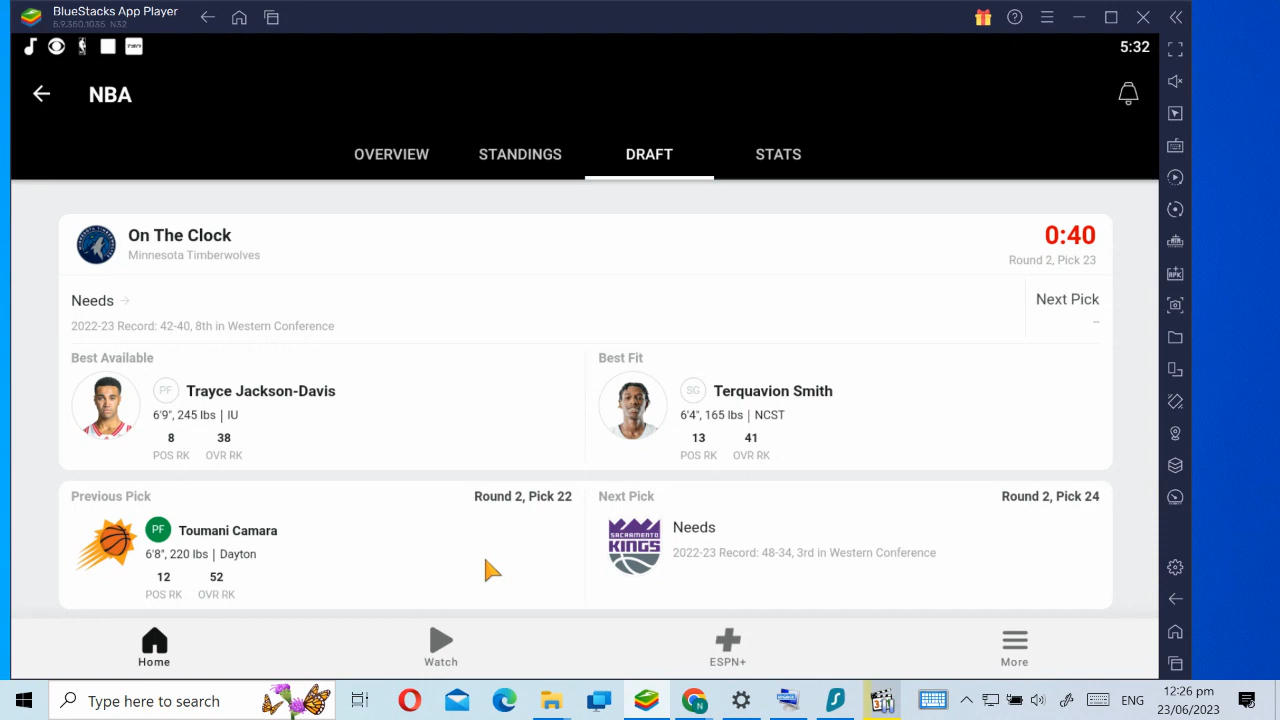 BlueStacks App Player
5.9.350.1035 N32
5:32
NBA
OVERVIEW STANDINGS DRAFT STATS
On The Clock
Minnesota Timberwolves
0:40
Round 2, Pick 23
Needs
2022-23 Record: 42-40, 8th in Western Conference
Next Pick
--
Best Available
PF Trayce Jackson-Davis
6'9", 245 lbs | IU
8 38
POS RK OVR RK
Best Fit
SG Terquavion Smith
6'4", 165 lbs | NCST
13 41
POS RK OVR RK
Previous Pick Round 2, Pick 22
PF Toumani Camara
6'8", 220 lbs | Dayton
12 52
POS RK OVR RK
Next Pick Round 2, Pick 24
SACRAMENTO
KINGS
Needs
2022-23 Record: 48-34, 3rd in Western Conference
Home Watch ESPN+ More
Type here to search
12:26 pm
23/06/2023